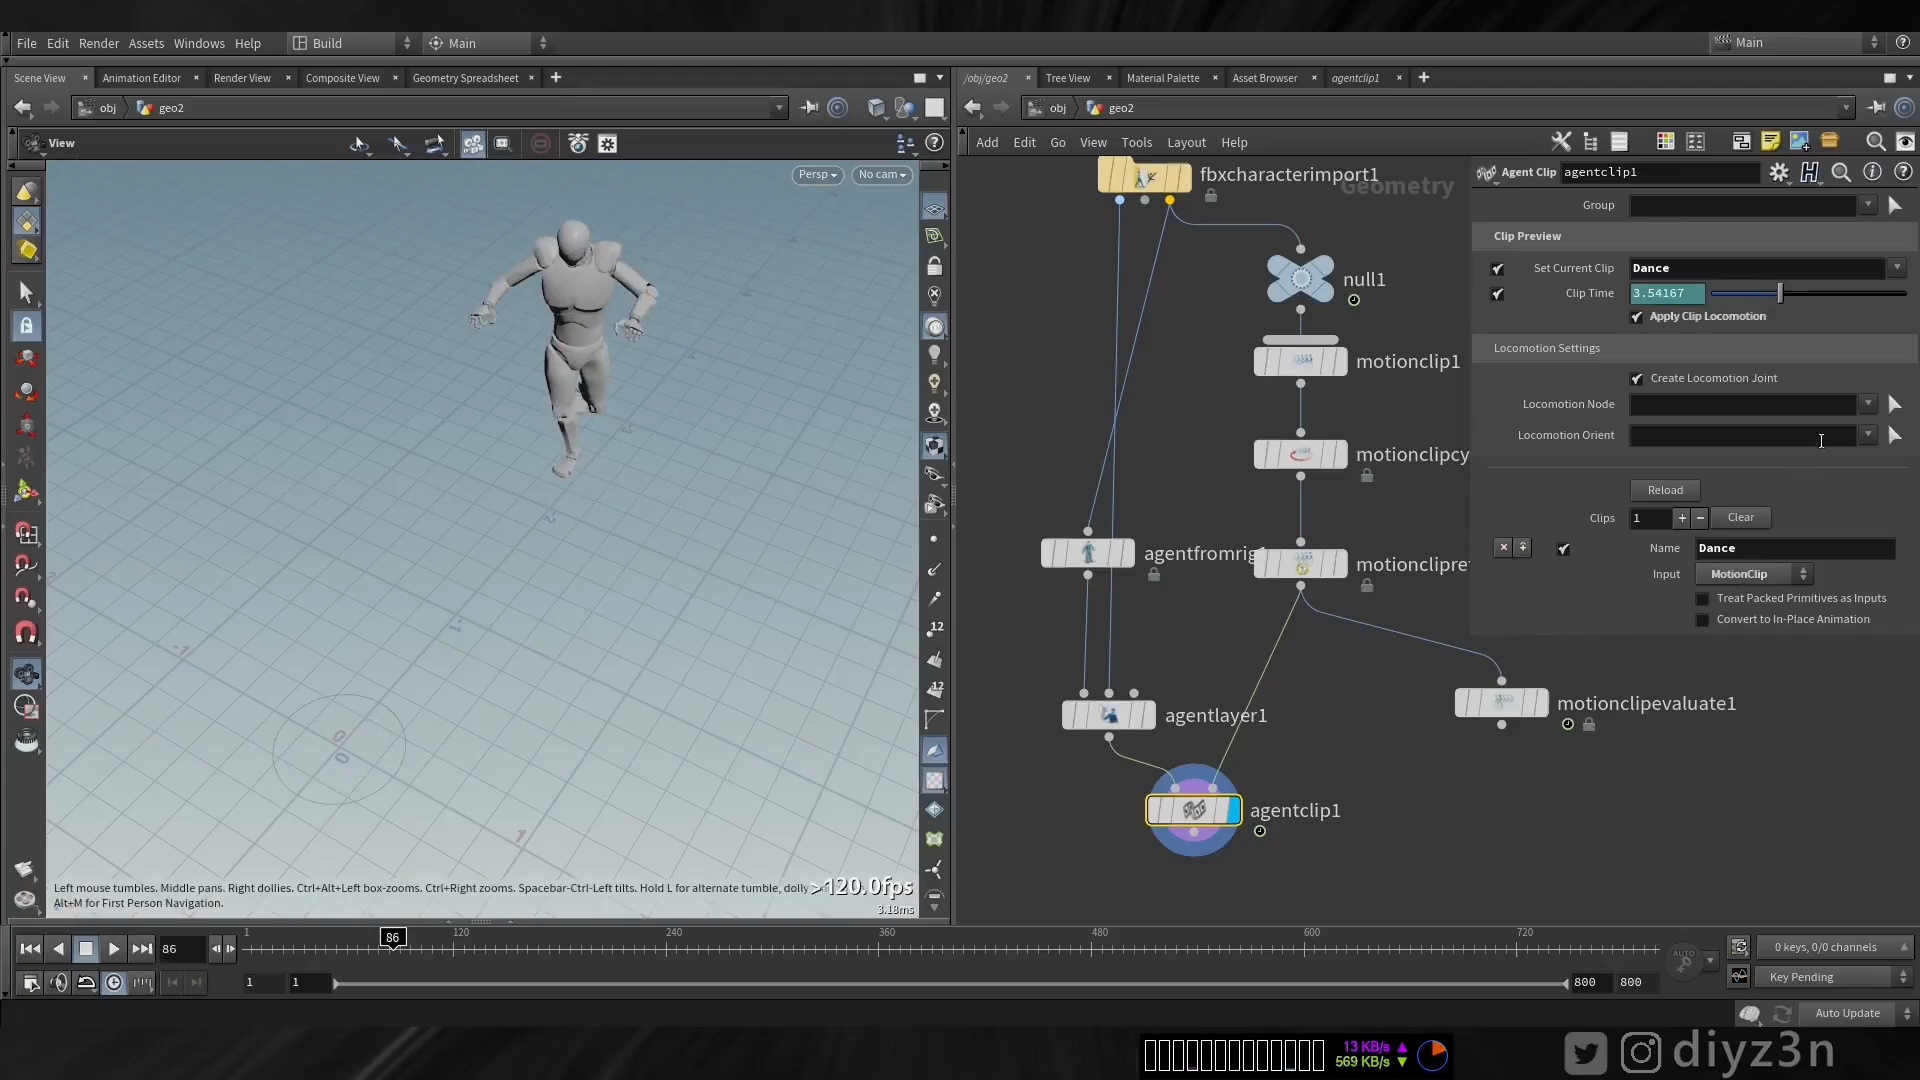 File Edit Render Assets Windows Help Build Main Main
Scene View Animation Editor Render View Composite View Geometry Spreadsheet /obj/geo2 Tree View Material Palette Asset Browser agentclip1
obj geo2 obj geo2
View Add Edit Go View Tools Layout Help
Persp No cam
fbxcharacterimport1
Geometry
Agent Clip agentclip1
Group
Clip Preview
Set Current Clip Dance
null1
Clip Time 3.54167
Apply Clip Locomotion
Locomotion Settings
motionclip1
Create Locomotion Joint
Locomotion Node
Locomotion Orient
motionclipcy
Reload
Clips 1 + - Clear
Name Dance
agentfromrig
motionclipre
Input MotionClip
Treat Packed Primitives as Inputs
Convert to In-Place Animation
12
12
agentlayer1
motionclipevaluate1
0
0
1
agentclip1
Left mouse tumbles. Middle pans. Right dollies. Ctrl+Alt+Left box-zooms. Ctrl+Right zooms. Spacebar-Ctrl-Left tilts. Hold L for alternate tumble, dolly
>120.0fps
Alt+M for First Person Navigation.
3.18ms
86 1 86 120 240 360 480 600 720
AUTO
0 keys, 0/0 channels
1 1 800 800
Key Pending
Auto Update
13 KB/s
569 KB/s
diyz3n